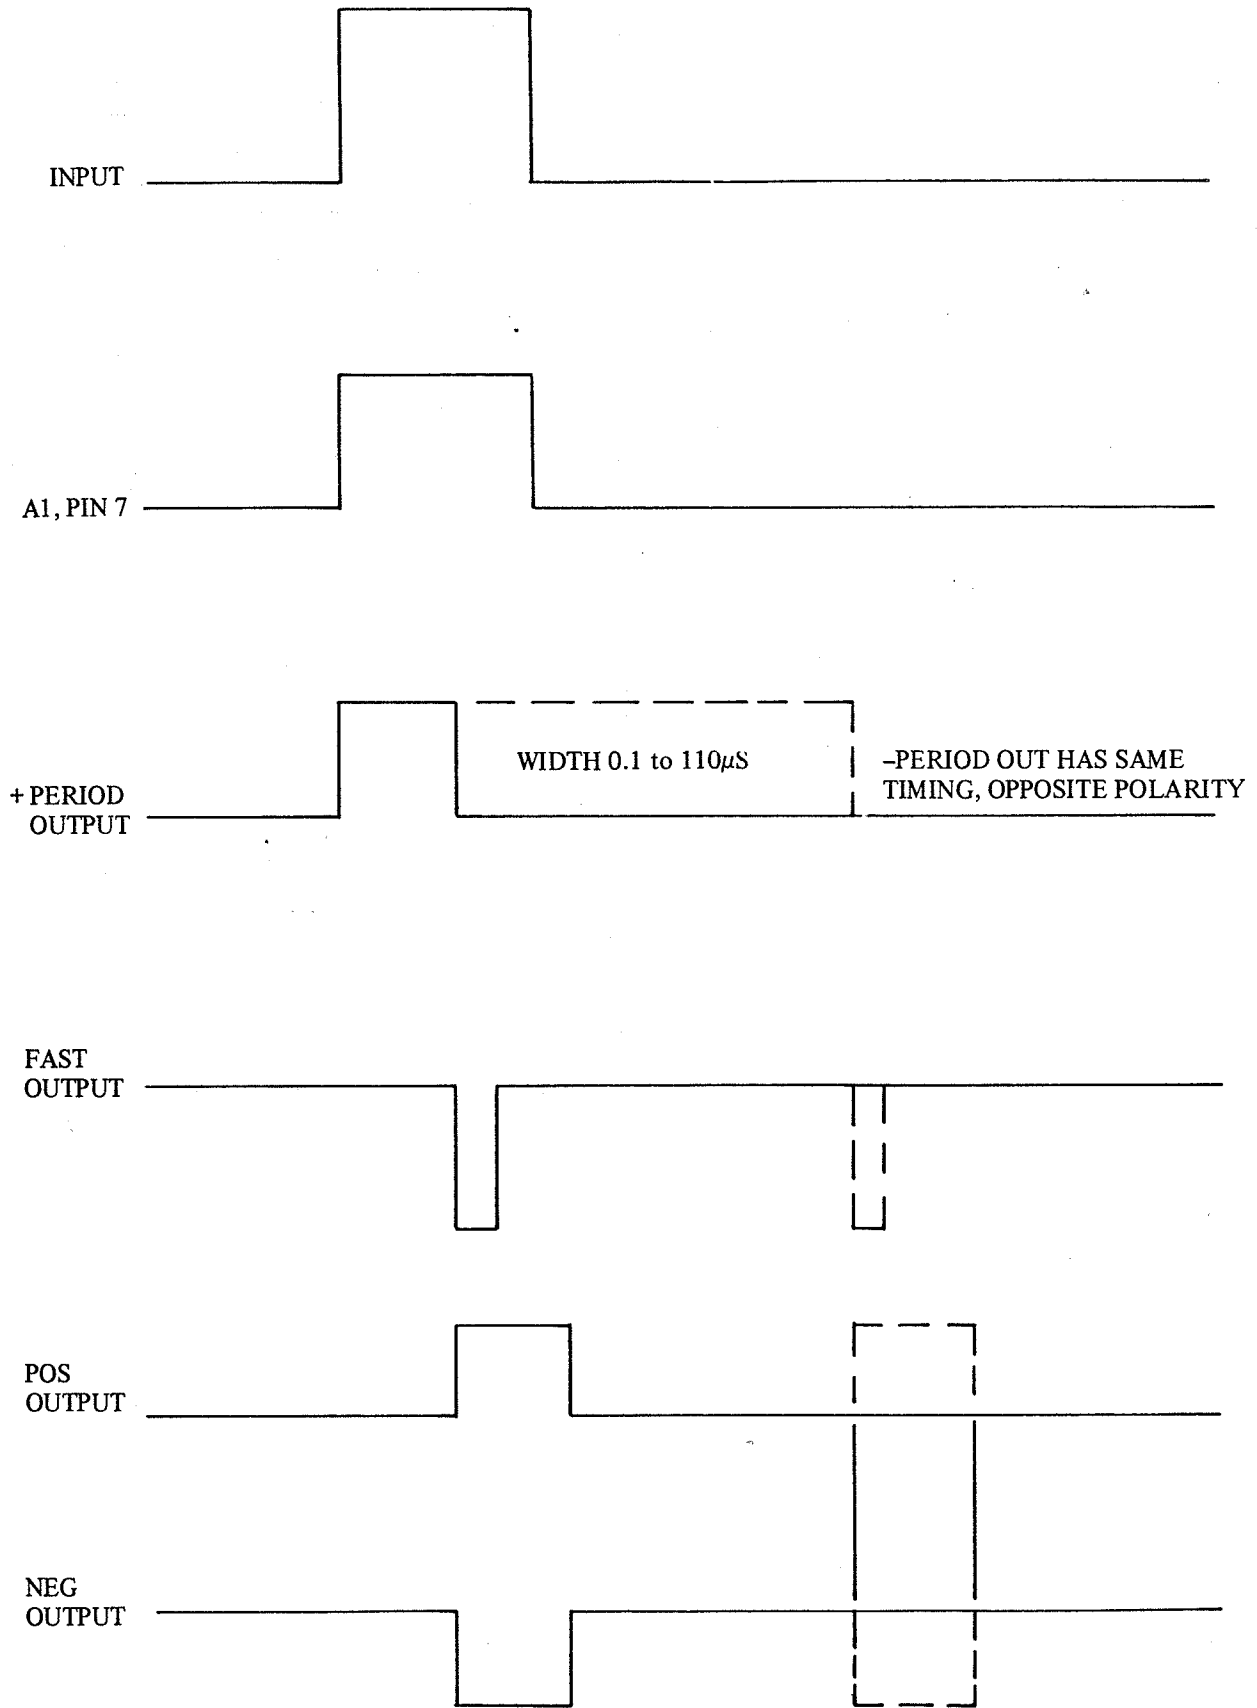 INPUT
A1, PIN 7
+ PERIOD
OUTPUT
WIDTH 0.1 to 110μS
–PERIOD OUT HAS SAME
TIMING, OPPOSITE POLARITY
FAST
OUTPUT
POS
OUTPUT
NEG
OUTPUT